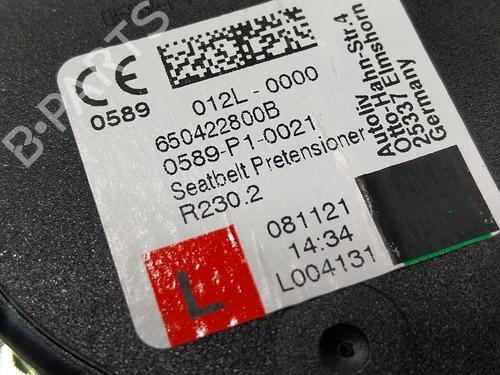 CE
0589
012L - 0000
650422800B
0589-P1-0021
Seatbelt Pretensioner
R230.2
Autoliv
Otto-Hahn-Str.4
25337 Elmshorn
Germany
L
081121
14:34
L004131
B-PARTS